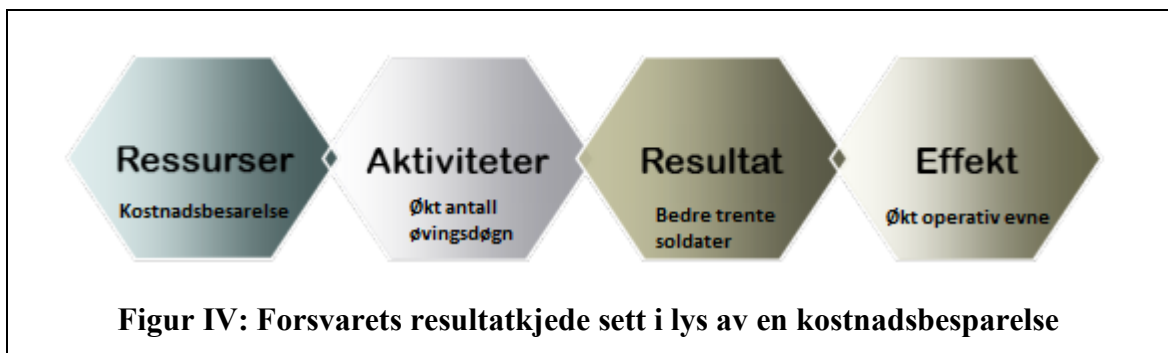 Ressurser
Kostnadsbesarelse
Aktiviteter
Økt antall
øvingsdøgn
Resultat
Bedre trente
soldater
Effekt
Økt operativ evne
Figur IV: Forsvarets resultatkjede sett i lys av en kostnadsbesparelse